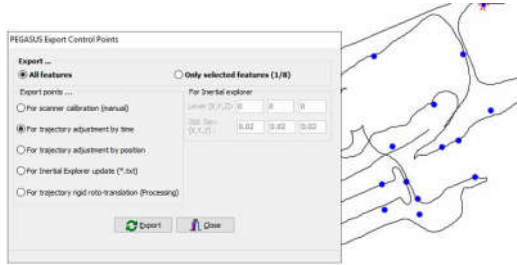 PEGASUS Export Control Points
Export ...
All features
Only selected features (1/8)
Export points ...
For scanner calibration (manual)
For trajectory adjustment by time
For trajectory adjustment by position
For Inertial Explorer update (*.txt)
For trajectory rigid roto-translation (Processing)
For Inertial explorer
Lever (X,Y,Z): 0 0 0
(X,Y,Z): 0.02 0.02 0.02
Export
Close